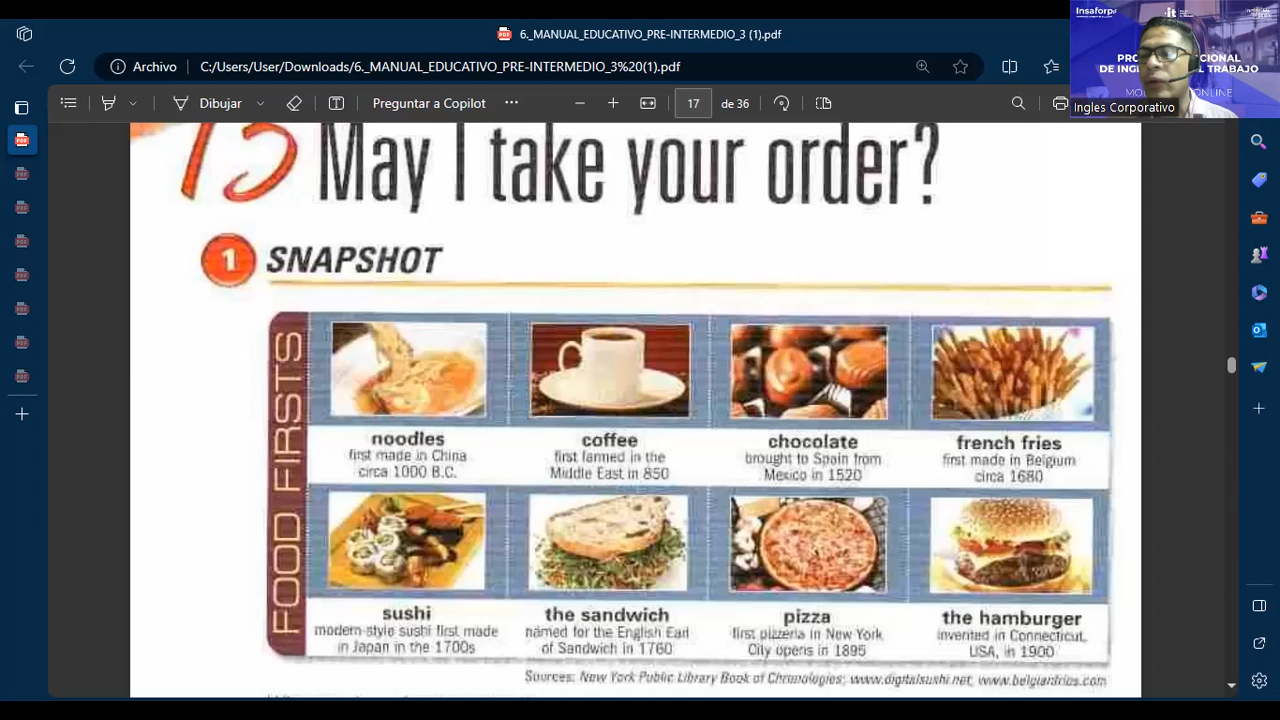 6._MANUAL_EDUCATIVO_PRE-INTERMEDIO_3 (1).pdf
Archivo
C:/Users/User/Downloads/6._MANUAL_EDUCATIVO_PRE-INTERMEDIO_3%20(1).pdf
Dibujar
Preguntar a Copilot
17
de 36
Insaforp
it
MO
ONLINE
Ingles Corporativo
May I take your order?
1 SNAPSHOT
FOOD FIRSTS
noodles
first made in China
circa 1000 B.C.
coffee
first farmed in the
Middle East in 850
chocolate
brought to Spain from
Mexico in 1520
french fries
first made in Belgium
circa 1680
sushi
modern-style sushi first made
in Japan in the 1700s
the sandwich
named for the English Earl
of Sandwich in 1760
pizza
first pizzeria in New York
City opens in 1895
the hamburger
invented in Connecticut,
USA, in 1900
Sources: New York Public Library Book of Chronologies; www.digitalsushi.net; www.belgianfries.com